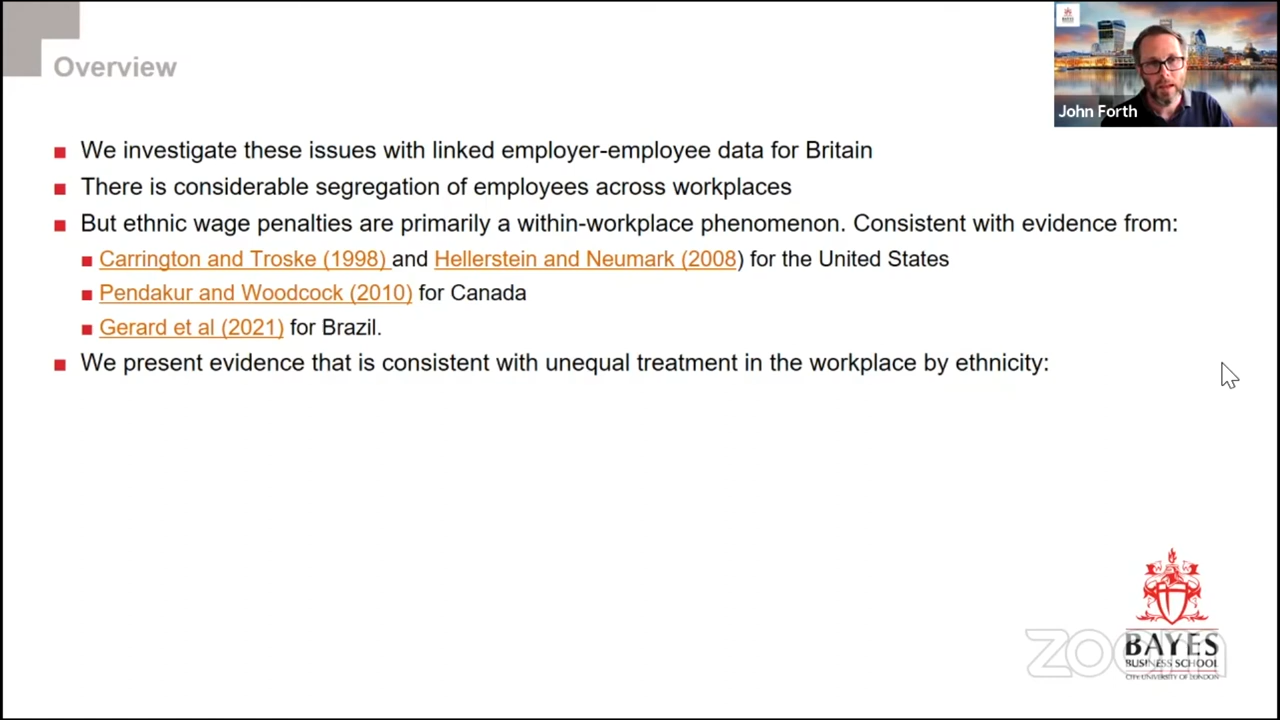 Overview
BAYES
John Forth
We investigate these issues with linked employer-employee data for Britain
There is considerable segregation of employees across workplaces
But ethnic wage penalties are primarily a within-workplace phenomenon. Consistent with evidence from:
Carrington and Troske (1998) and Hellerstein and Neumark (2008) for the United States
Pendakur and Woodcock (2010) for Canada
Gerard et al (2021) for Brazil.
We present evidence that is consistent with unequal treatment in the workplace by ethnicity:
zoom
BAYES
BUSINESS SCHOOL
CITY UNIVERSITY OF LONDON